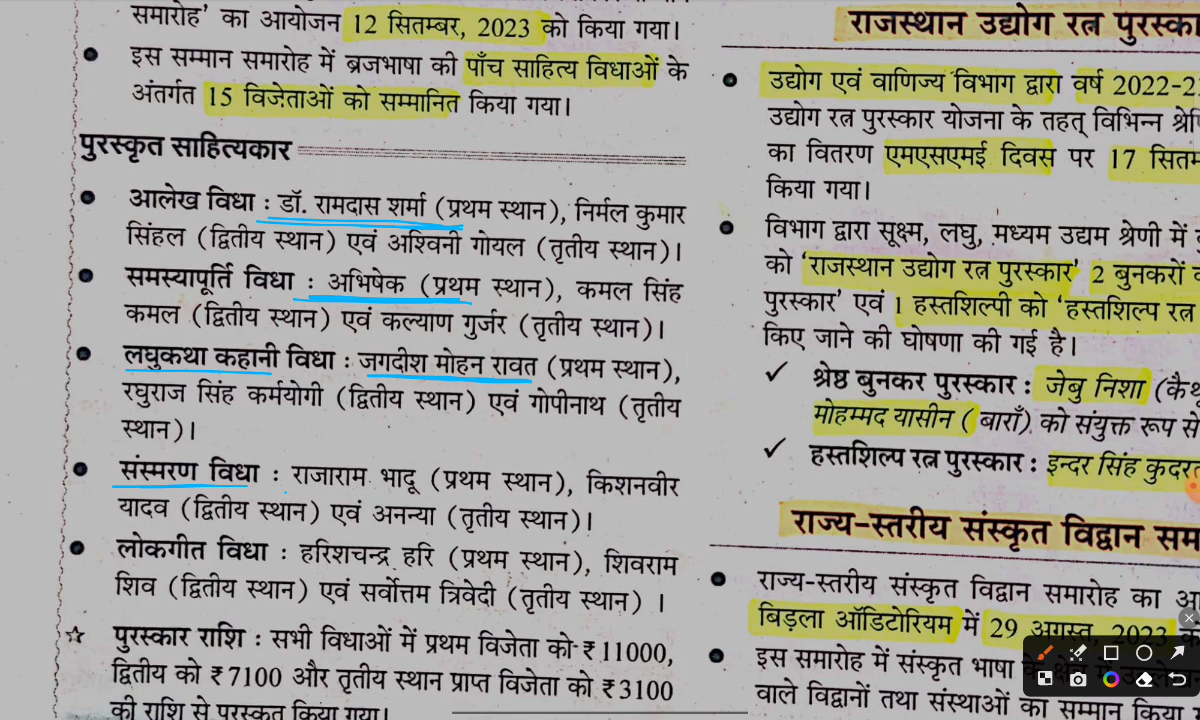 समारोह’ का आयोजन 12 सितम्बर, 2023 को किया गया।
इस सम्मान समारोह में ब्रजभाषा की पाँच साहित्य विधाओं के
अंतर्गत 15 विजेताओं को सम्मानित किया गया।
पुरस्कृत साहित्यकार
आलेख विधा : डॉ. रामदास शर्मा (प्रथम स्थान), निर्मल कुमार
सिंहल (द्वितीय स्थान) एवं अश्विनी गोयल (तृतीय स्थान)।
समस्यापूर्ति विधा : अभिषेक (प्रथम स्थान), कमल सिंह
कमल (द्वितीय स्थान) एवं कल्याण गुर्जर (तृतीय स्थान)।
लघुकथा कहानी विधा : जगदीश मोहन रावत (प्रथम स्थान),
रघुराज सिंह कर्मयोगी (द्वितीय स्थान) एवं गोपीनाथ (तृतीय
स्थान)।
संस्मरण विधा : राजाराम भादू (प्रथम स्थान), किशनवीर
यादव (द्वितीय स्थान) एवं अनन्या (तृतीय स्थान)।
लोकगीत विधा : हरिशचन्द्र हरि (प्रथम स्थान), शिवराम
शिव (द्वितीय स्थान) एवं सर्वोत्तम त्रिवेदी (तृतीय स्थान) ।
☆ पुरस्कार राशि : सभी विधाओं में प्रथम विजेता को ₹ 11000,
द्वितीय को ₹ 7100 और तृतीय स्थान प्राप्त विजेता को ₹ 3100
की राशि से पुरस्कृत किया गया।
राजस्थान उद्योग रत्न
उद्योग एवं वाणिज्य विभाग द्वारा वर्ष 2022-2
उद्योग रत्न पुरस्कार योजना के तहत् विभिन्न
का वितरण एमएसएमई दिवस पर 17
किया गया।
विभाग द्वारा सूक्ष्म, लघु, मध्यम उद्यम श्रेणी में
को ‘राजस्थान उद्योग रत्न पुरस्कार’ 2 बुनकरों
पुरस्कार’ एवं 1 हस्तशिल्पी को ‘हस्तशिल्प रत्न
किए जाने की घोषणा की गई है।
✓ श्रेष्ठ बुनकर पुरस्कार : जेबु निशा
मोहम्मद यासीन ( बाराँ) को संयुक्त रूप से
✓ हस्तशिल्प रत्न पुरस्कार : इन्दर सिंह
राज्य-स्तरीय संस्कृत विद्वान
राज्य-स्तरीय संस्कृत विद्वान समारोह का
बिड़ला ऑडिटोरियम में 29 अगस्त, 2023
इस समारोह में संस्कृत भाषा
वाले विद्वानों तथा संस्थाओं का सम्मान किया